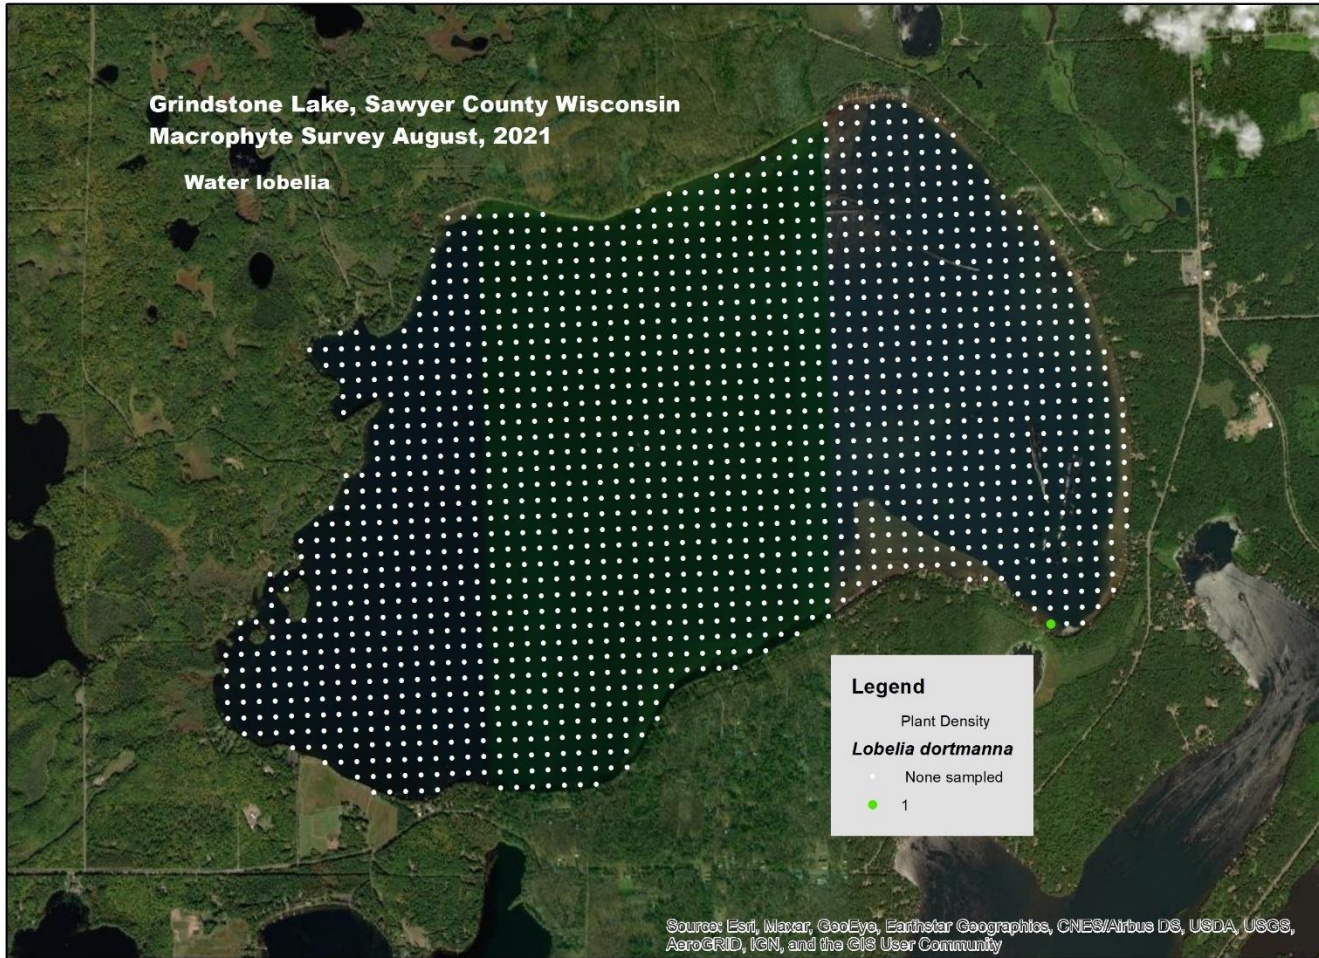 Grindstone Lake, Sawyer County Wisconsin
Macrophyte Survey August, 2021
Water lobelia
Legend
Plant Density
Lobelia dortmanna
None sampled
1
Source: Esri, Maxar, GeoEye, Earthstar Geographics, CNES/Airbus DS, USDA, USGS,
AeroGRID, IGN, and the GIS User Community